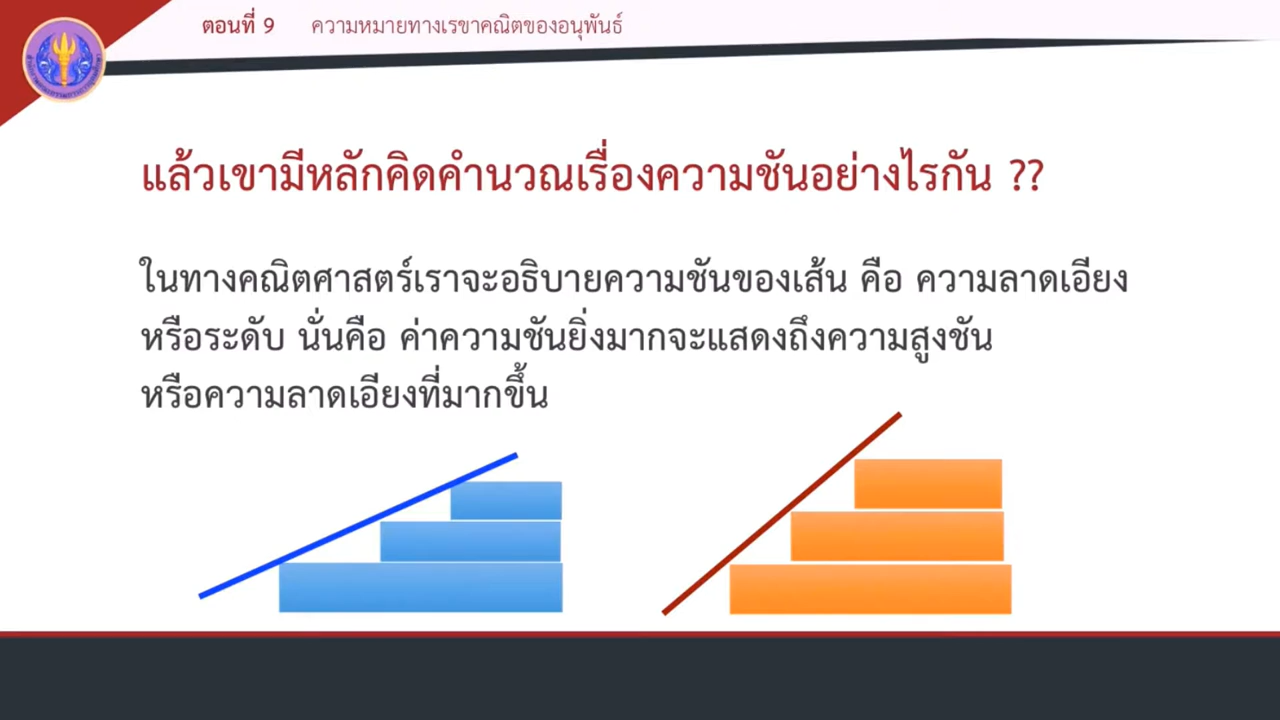 ตอนที่ 9 ความหมายทางเรขาคณิตของอนุพันธ์
แล้วเขามีหลักคิดคำนวณเรื่องความชันอย่างไรกัน ??
ในทางคณิตศาสตร์เราจะอธิบายความชันของเส้น คือ ความลาดเอียง
หรือระดับ นั่นคือ ค่าความชันยิ่งมากจะแสดงถึงความสูงชัน
หรือความลาดเอียงที่มากขึ้น